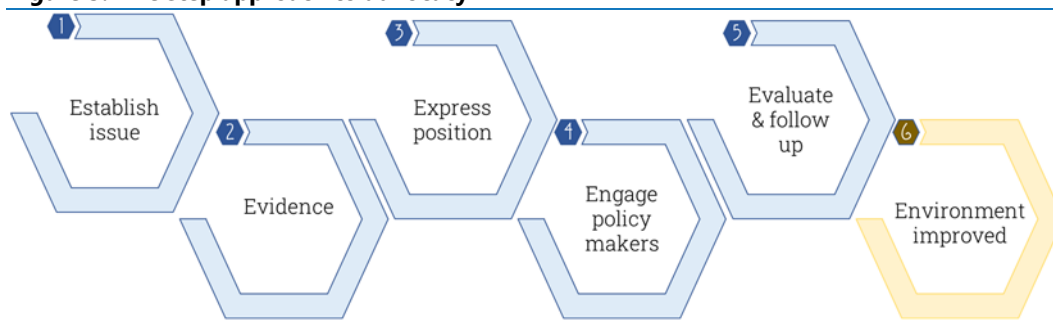 1
Establish
issue
2
Evidence
3
Express
position
4
Engage
policy
makers
5
Evaluate
& follow
up
6
Environment
improved